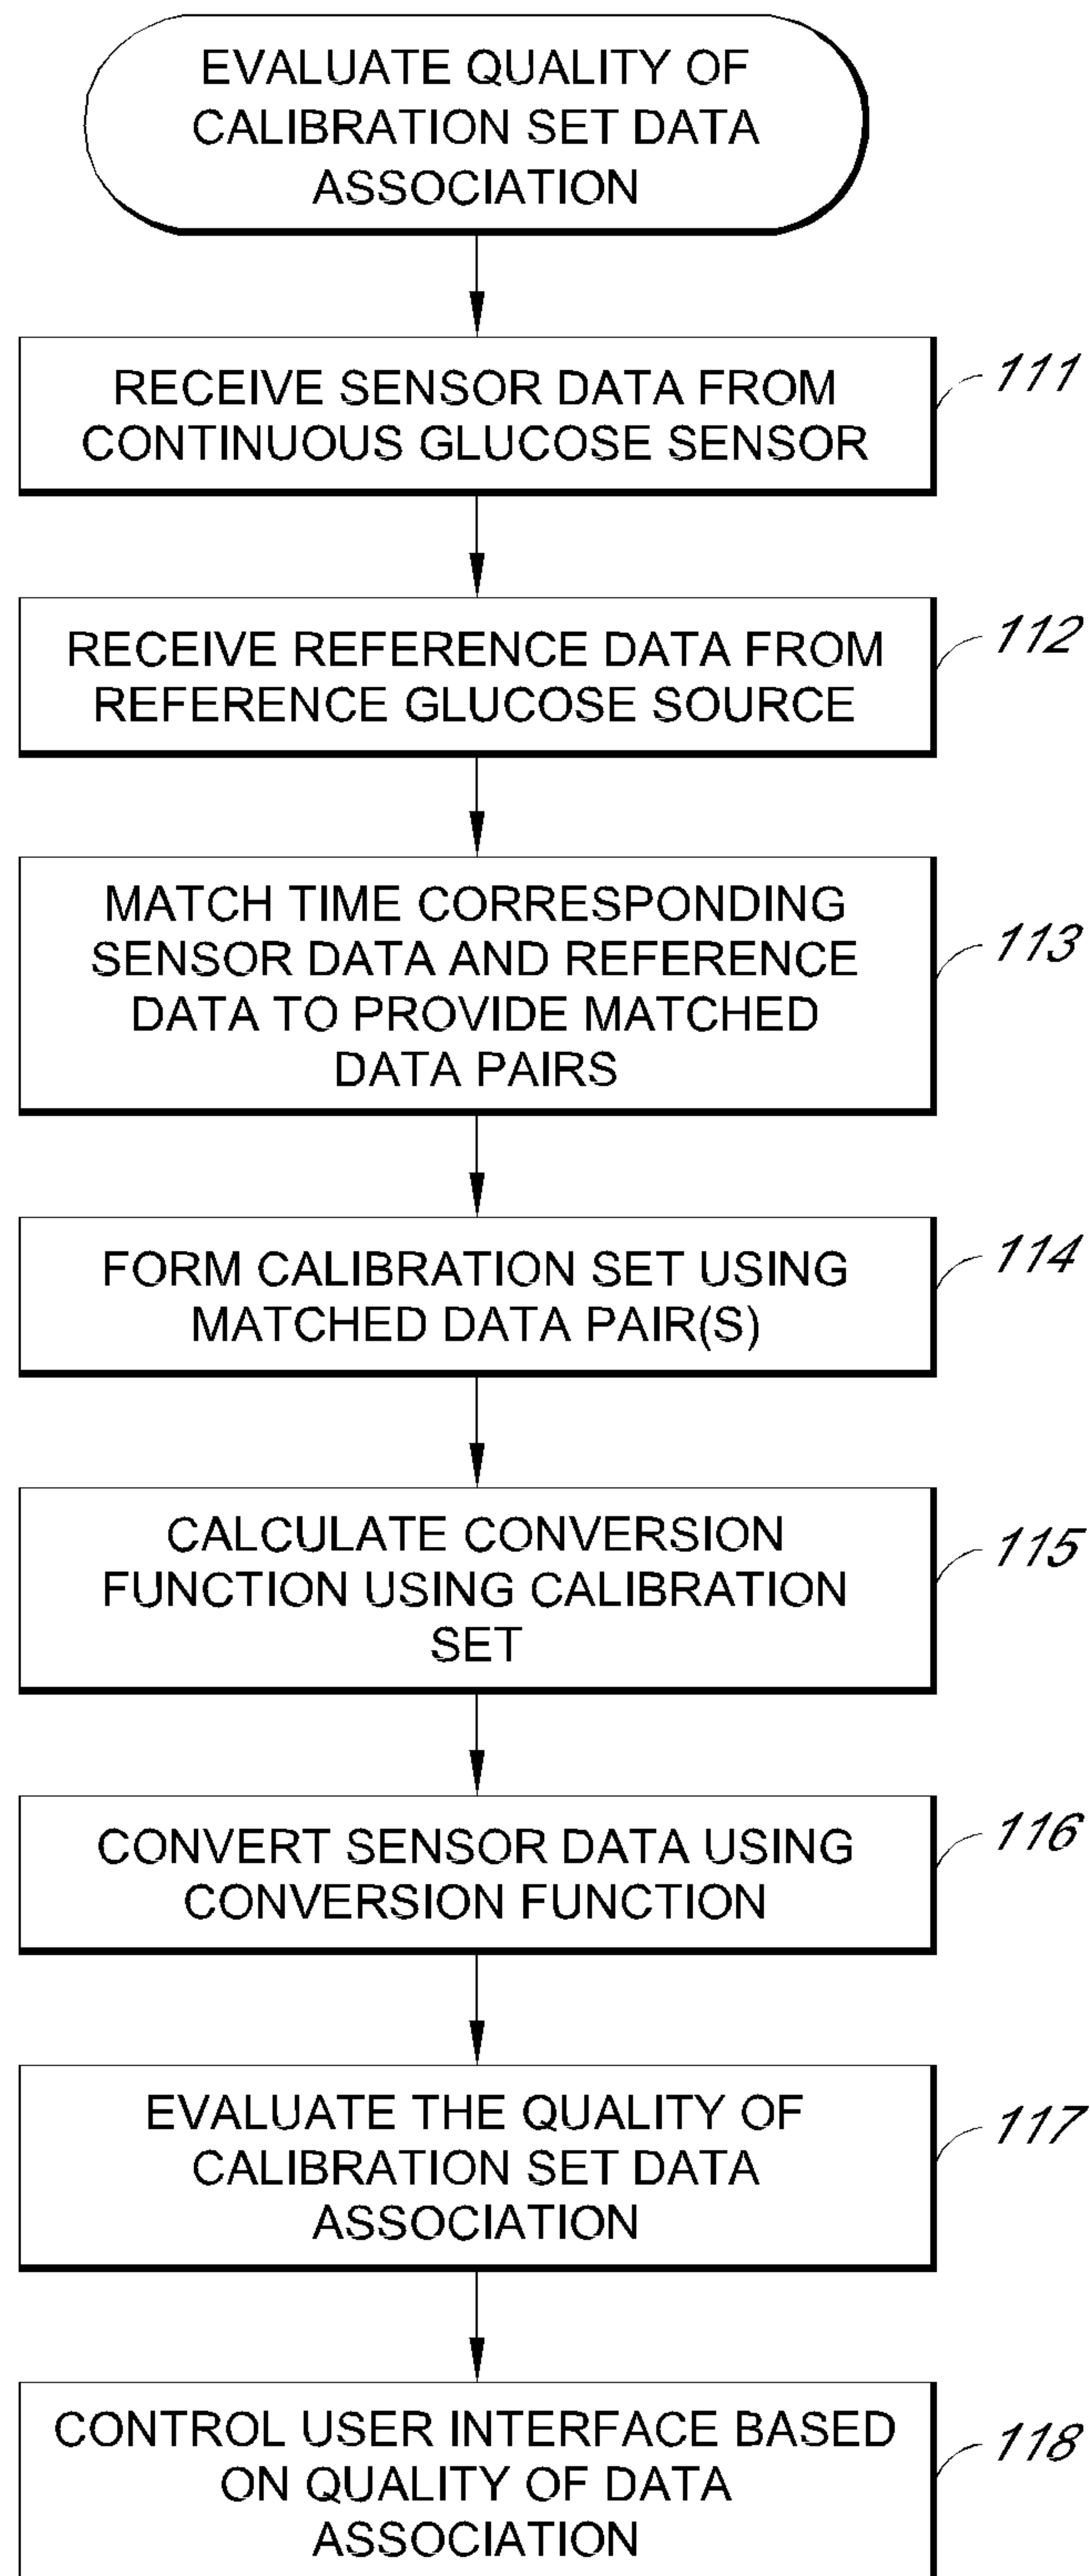 EVALUATE QUALITY OF
CALIBRATION SET DATA
ASSOCIATION
RECEIVE SENSOR DATA FROM
CONTINUOUS GLUCOSE SENSOR
111
RECEIVE REFERENCE DATA FROM
REFERENCE GLUCOSE SOURCE
112
MATCH TIME CORRESPONDING
SENSOR DATA AND REFERENCE
DATA TO PROVIDE MATCHED
DATA PAIRS
113
FORM CALIBRATION SET USING
MATCHED DATA PAIR(S)
114
CALCULATE CONVERSION
FUNCTION USING CALIBRATION
SET
115
CONVERT SENSOR DATA USING
CONVERSION FUNCTION
116
EVALUATE THE QUALITY OF
CALIBRATION SET DATA
ASSOCIATION
117
CONTROL USER INTERFACE BASED
ON QUALITY OF DATA
ASSOCIATION
118